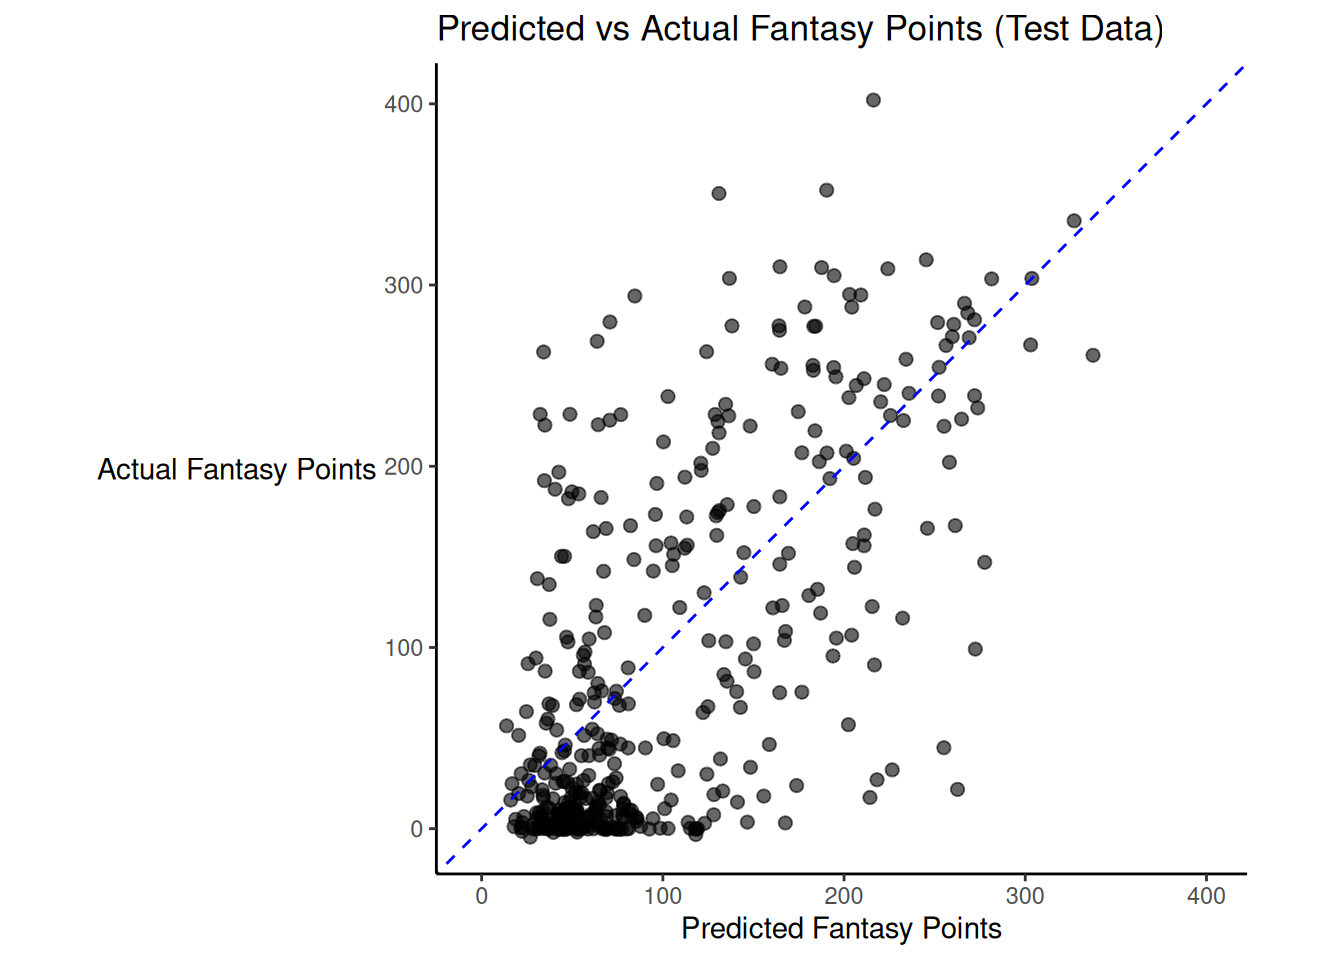 Predicted vs Actual Fantasy Points (Test Data)
400
300
Actual Fantasy Points 200
100
0
0 100 200 300 400
Predicted Fantasy Points